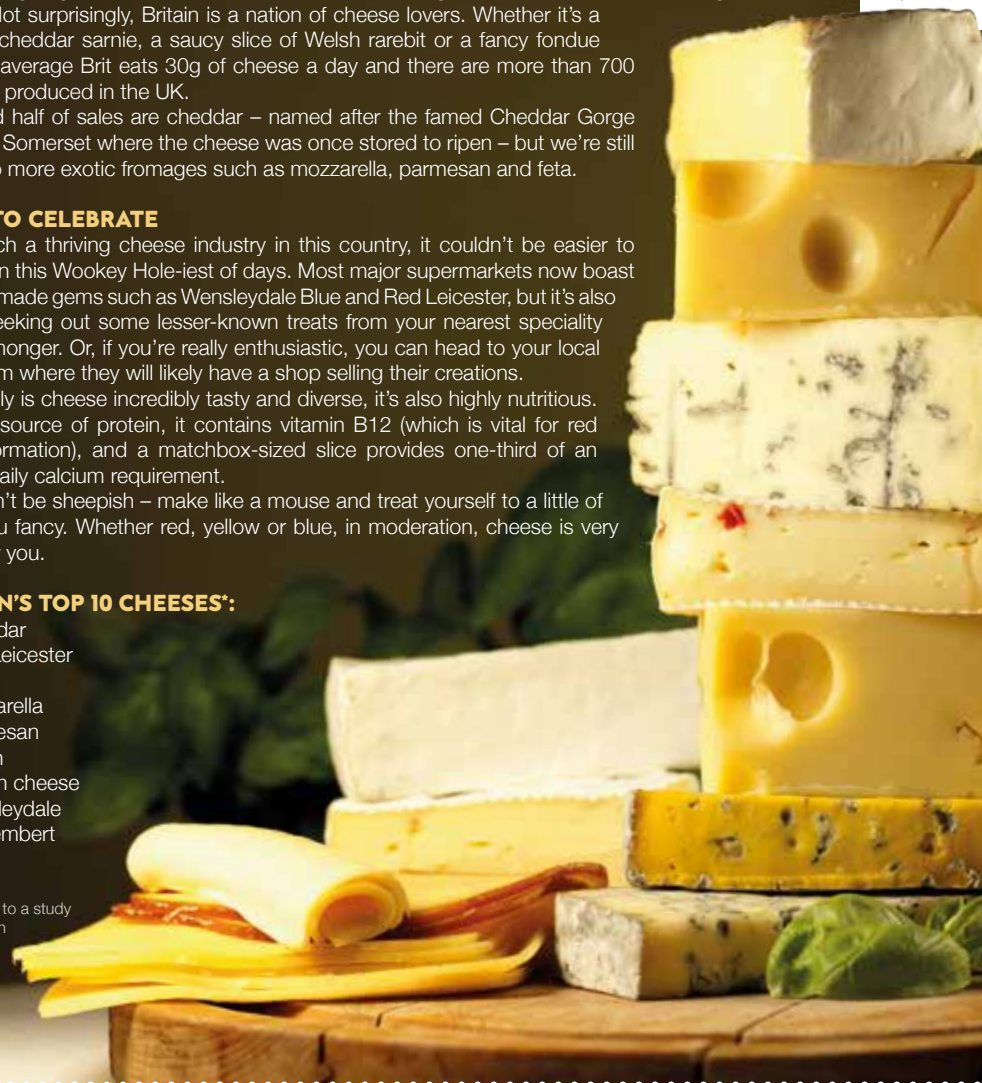 Not surprisingly, Britain is a nation of cheese lovers. Whether it's a
cheddar sarnie, a saucy slice of Welsh rarebit or a fancy fondue
average Brit eats 30g of cheese a day and there are more than 700
produced in the UK.
half of sales are cheddar – named after the famed Cheddar Gorge
Somerset where the cheese was once stored to ripen – but we're still
more exotic fromages such as mozzarella, parmesan and feta.
TO CELEBRATE
a thriving cheese industry in this country, it couldn't be easier to
this Wookey Hole-iest of days. Most major supermarkets now boast
made gems such as Wensleydale Blue and Red Leicester, but it's also
eeking out some lesser-known treats from your nearest speciality
monger. Or, if you're really enthusiastic, you can head to your local
m where they will likely have a shop selling their creations.
ly is cheese incredibly tasty and diverse, it's also highly nutritious.
source of protein, it contains vitamin B12 (which is vital for red
ormation), and a matchbox-sized slice provides one-third of an
aily calcium requirement.
n't be sheepish – make like a mouse and treat yourself to a little of
u fancy. Whether red, yellow or blue, in moderation, cheese is very
you.
N'S TOP 10 CHEESES*:
dar
Leicester
arella
esan
n
m cheese
leydale
embert
to a study
n